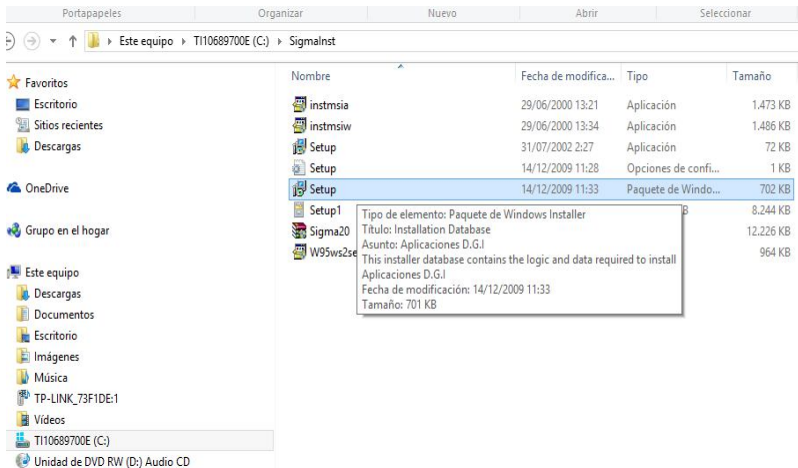 Portapapeles Organizar Nuevo Abrir Seleccionar
Este equipo TI10689700E (C:) SigmaInst
Nombre Fecha de modifica... Tipo Tamaño
Favoritos
Escritorio
Sitios recientes
Descargas
OneDrive
Grupo en el hogar
Este equipo
Descargas
Documentos
Escritorio
Imágenes
Música
TP-LINK_73F1DE:1
Vídeos
TI10689700E (C:)
Unidad de DVD RW (D:) Audio CD
instmsia 29/06/2000 13:21 Aplicación 1.473 KB
instmsiw 29/06/2000 13:34 Aplicación 1.486 KB
Setup 31/07/2002 2:27 Aplicación 72 KB
Setup 14/12/2009 11:28 Opciones de confi... 1 KB
Setup 14/12/2009 11:33 Paquete de Windo... 702 KB
Setup1 8.244 KB
Sigma20 12.226 KB
W95ws2se 964 KB
Tipo de elemento: Paquete de Windows Installer
Título: Installation Database
Asunto: Aplicaciones D.G.I
This installer database contains the logic and data required to install
Aplicaciones D.G.I
Fecha de modificación: 14/12/2009 11:33
Tamaño: 701 KB